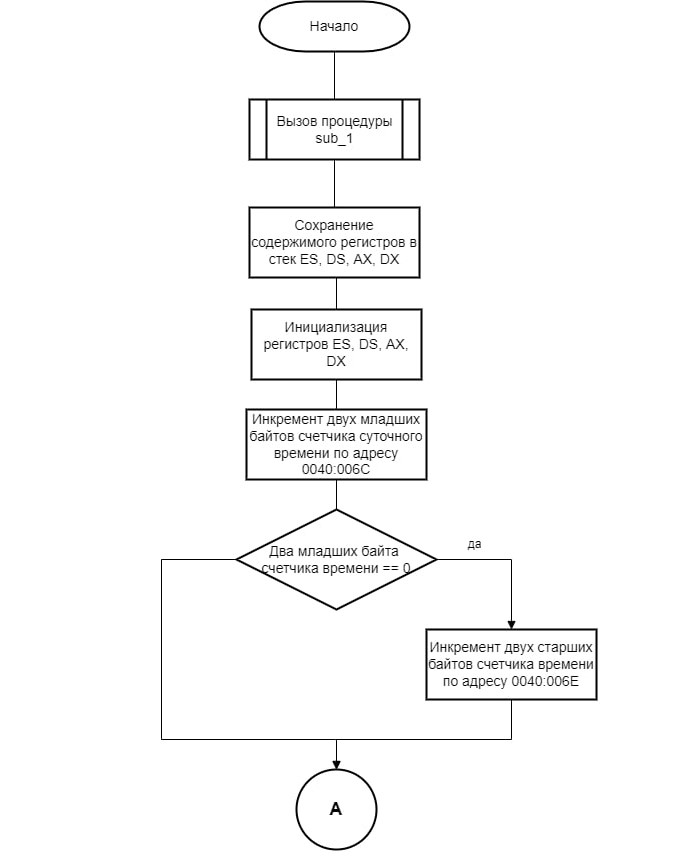 Начало
Вызов процедуры
sub_1
Сохранение
содержимого регистров в
стек ES, DS, AX, DX
Инициализация
регистров ES, DS, AX,
DX
Инкремент двух младших
байтов счетчика суточного
времени по адресу
0040:006C
Два младших байта
счетчика времени == 0
да
Инкремент двух старших
байтов счетчика времени
по адресу 0040:006E
A